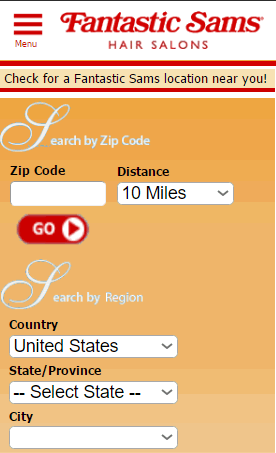 Fantastic Sams
HAIR SALONS
Menu
Check for a Fantastic Sams location near you!
Search by Zip Code
Zip Code
Distance
10 Miles
GO
Search by Region
Country
United States
State/Province
-- Select State --
City